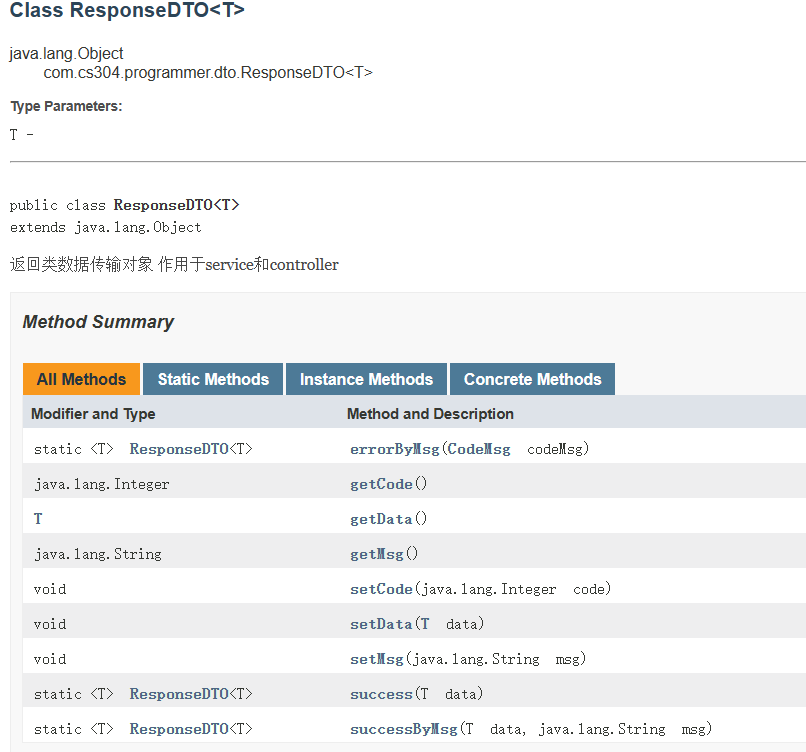 Class ResponseDTO<T>
java.lang.Object
com.cs304.programmer.dto.ResponseDTO<T>
Type Parameters:
T -
public class ResponseDTO<T>
extends java.lang.Object
返回类数据传输对象 作用于service和controller
Method Summary
All Methods Static Methods Instance Methods Concrete Methods
Modifier and Type Method and Description
static <T> ResponseDTO<T> errorByMsg(CodeMsg codeMsg)
java.lang.Integer getCode()
T getData()
java.lang.String getMsg()
void setCode(java.lang.Integer code)
void setData(T data)
void setMsg(java.lang.String msg)
static <T> ResponseDTO<T> success(T data)
static <T> ResponseDTO<T> successByMsg(T data, java.lang.String msg)